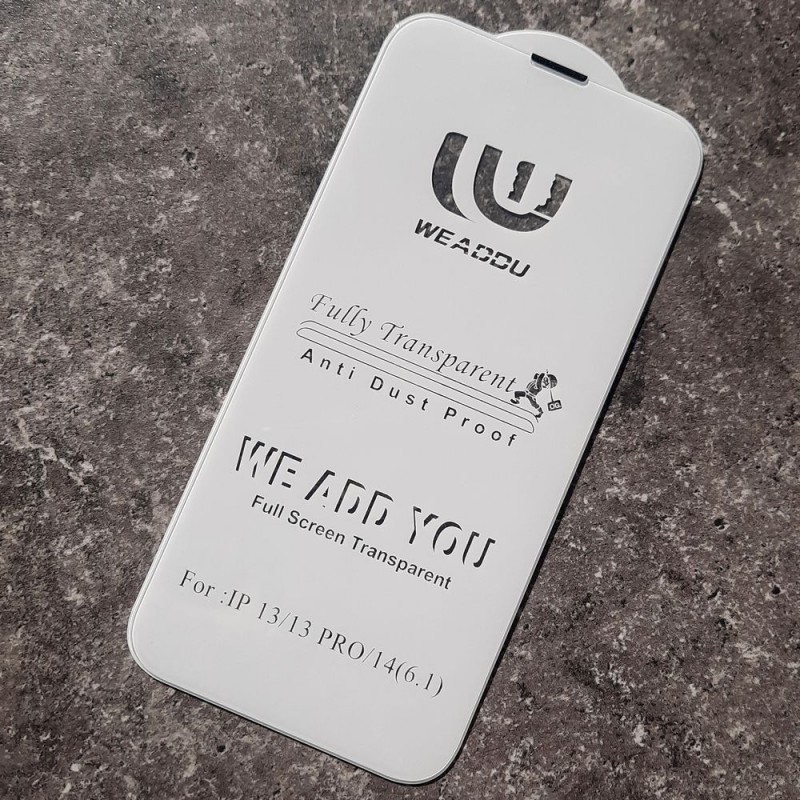 WEADDU
Fully Transparent
Anti Dust Proof
WE ADD YOU
Full Screen Transparent
For :IP 13/13 PRO/14(6.1)